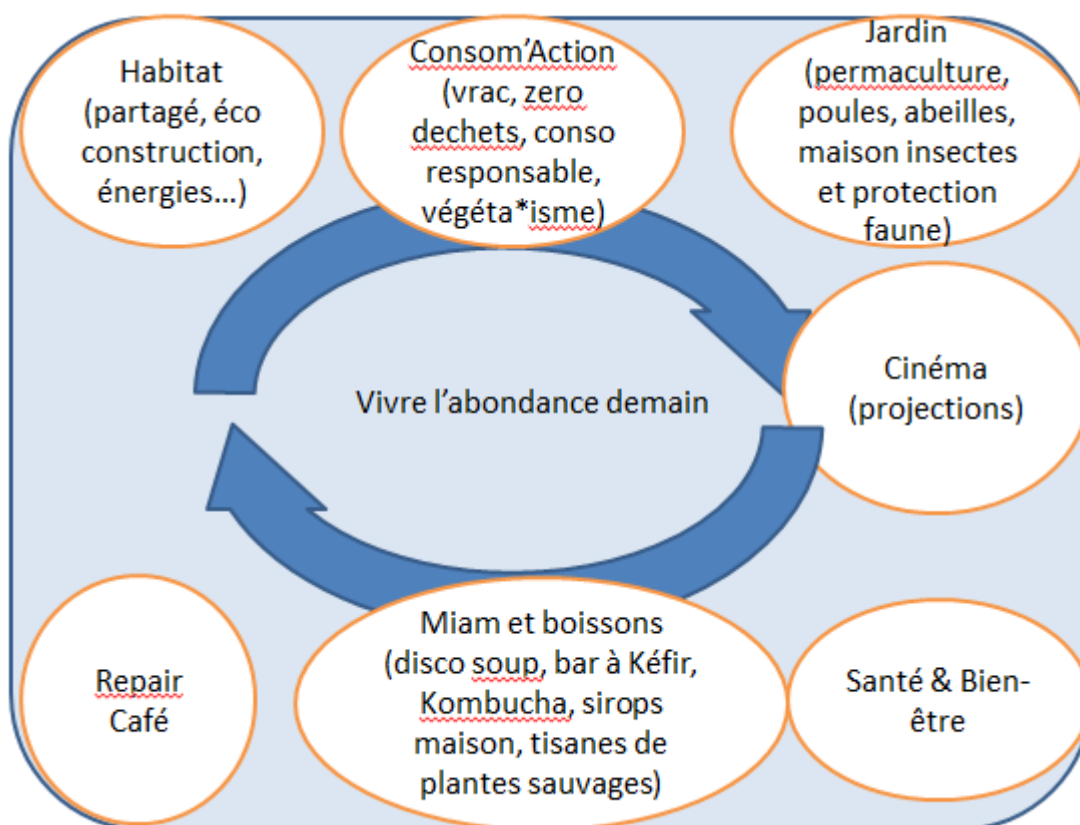 Habitat
(partagé, éco
construction,
énergies...)
Consom’Action
(vrac, zero
dechets, conso
responsable,
végéta*isme)
Jardin
(permaculture,
poules, abeilles,
maison insectes
et protection
faune)
Vivre l’abondance demain
Cinéma
(projections)
Repair
Café
Miam et boissons
(disco soup, bar à Kéfir,
Kombucha, sirops
maison, tisanes de
plantes sauvages)
Santé & Bien-
être